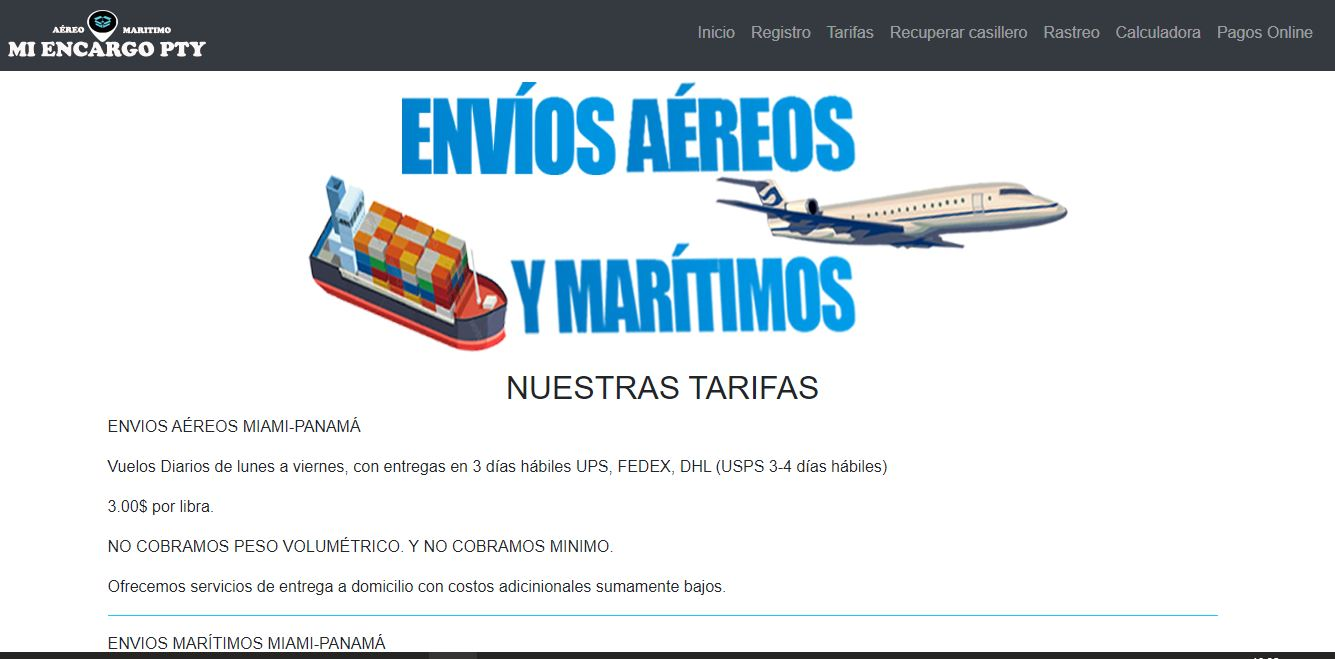 AÉREO MARITIMO
MI ENCARGO PTY
Inicio Registro Tarifas Recuperar casillero Rastreo Calculadora Pagos Online
ENVÍOS AÉREOS
Y MARÍTIMOS
NUESTRAS TARIFAS
ENVIOS AÉREOS MIAMI-PANAMÁ
Vuelos Diarios de lunes a viernes, con entregas en 3 días hábiles UPS, FEDEX, DHL (USPS 3-4 días hábiles)
3.00$ por libra.
NO COBRAMOS PESO VOLUMÉTRICO. Y NO COBRAMOS MINIMO.
Ofrecemos servicios de entrega a domicilio con costos adicinionales sumamente bajos.
ENVIOS MARÍTIMOS MIAMI-PANAMÁ